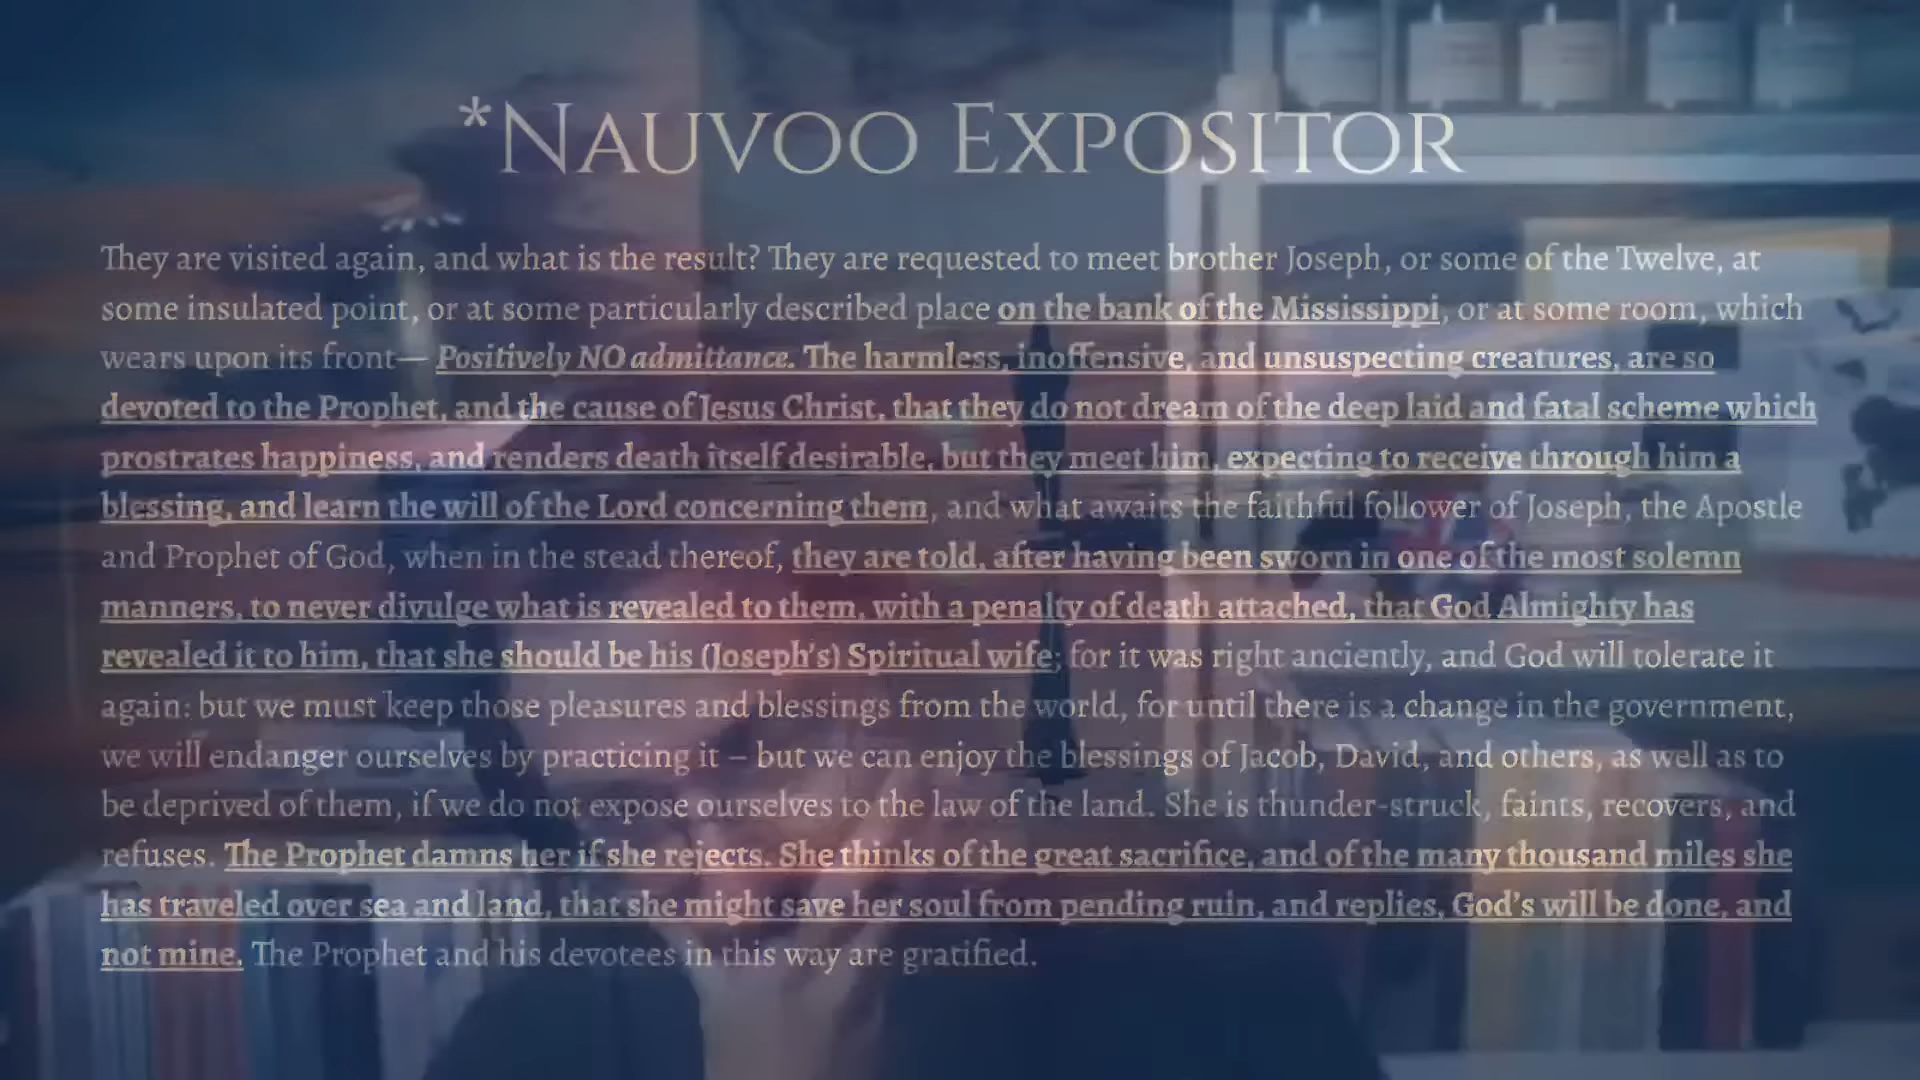 *Nauvoo Expositor
They are visited again, and what is the result? They are requested to meet brother Joseph, or some of the Twelve, at
some insulated point, or at some particularly described place on the bank of the Mississippi, or at some room, which
wears upon its front— Positively NO admittance. The harmless, inoffensive, and unsuspecting creatures, are so
devoted to the Prophet, and the cause of Jesus Christ, that they do not dream of the deep laid and fatal scheme which
prostrates happiness, and renders death itself desirable, but they meet him, expecting to receive through him a
blessing, and learn the will of the Lord concerning them, and what awaits the faithful follower of Joseph, the Apostle
and Prophet of God, when in the stead thereof, they are told, after having been sworn in one of the most solemn
manners, to never divulge what is revealed to them, with a penalty of death attached, that God Almighty has
revealed it to him, that she should be his (Joseph's) Spiritual wife; for it was right anciently, and God will tolerate it
again: but we must keep those pleasures and blessings from the world, for until there is a change in the government,
we will endanger ourselves by practicing it – but we can enjoy the blessings of Jacob, David, and others, as well as to
be deprived of them, if we do not expose ourselves to the law of the land. She is thunder-struck, faints, recovers, and
refuses. The Prophet damns her if she rejects. She thinks of the great sacrifice, and of the many thousand miles she
has traveled over sea and land, that she might save her soul from pending ruin, and replies, God's will be done, and
not mine. The Prophet and his devotees in this way are gratified.